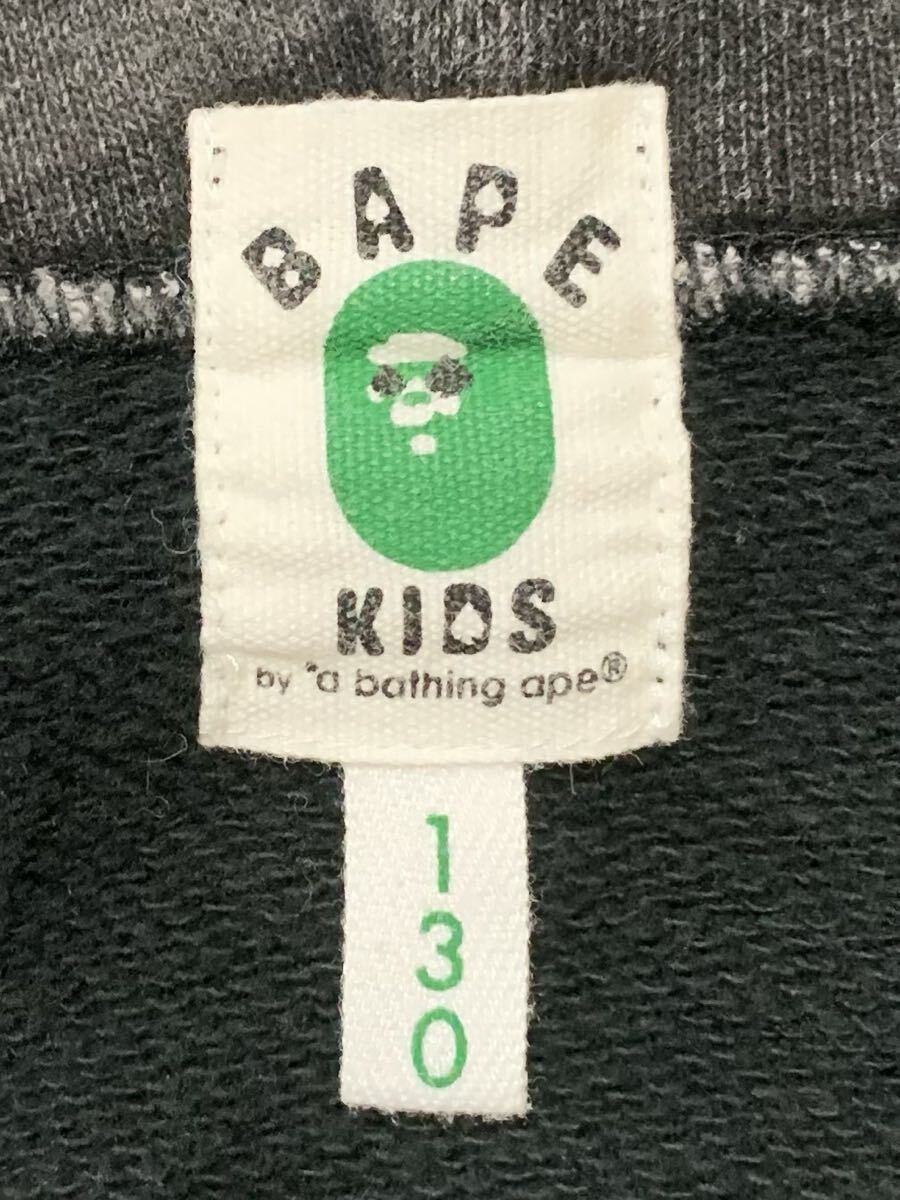 BAPE
KIDS
by "a bathing ape®
130